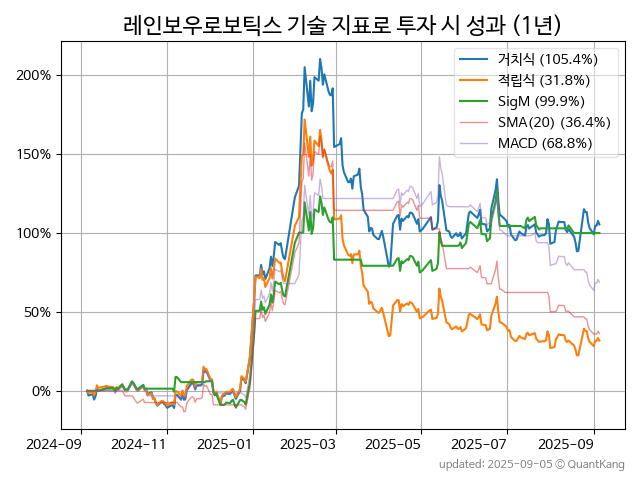 레인보우로보틱스 기술 지표로 투자 시 성과 (1년)
거치식 (105.4%)
적립식 (31.8%)
SigM (99.9%)
SMA(20) (36.4%)
MACD (68.8%)
200%
150%
100%
50%
0%
2024-09 2024-11 2025-01 2025-03 2025-05 2025-07 2025-09
updated: 2025-09-05 © QuantKang